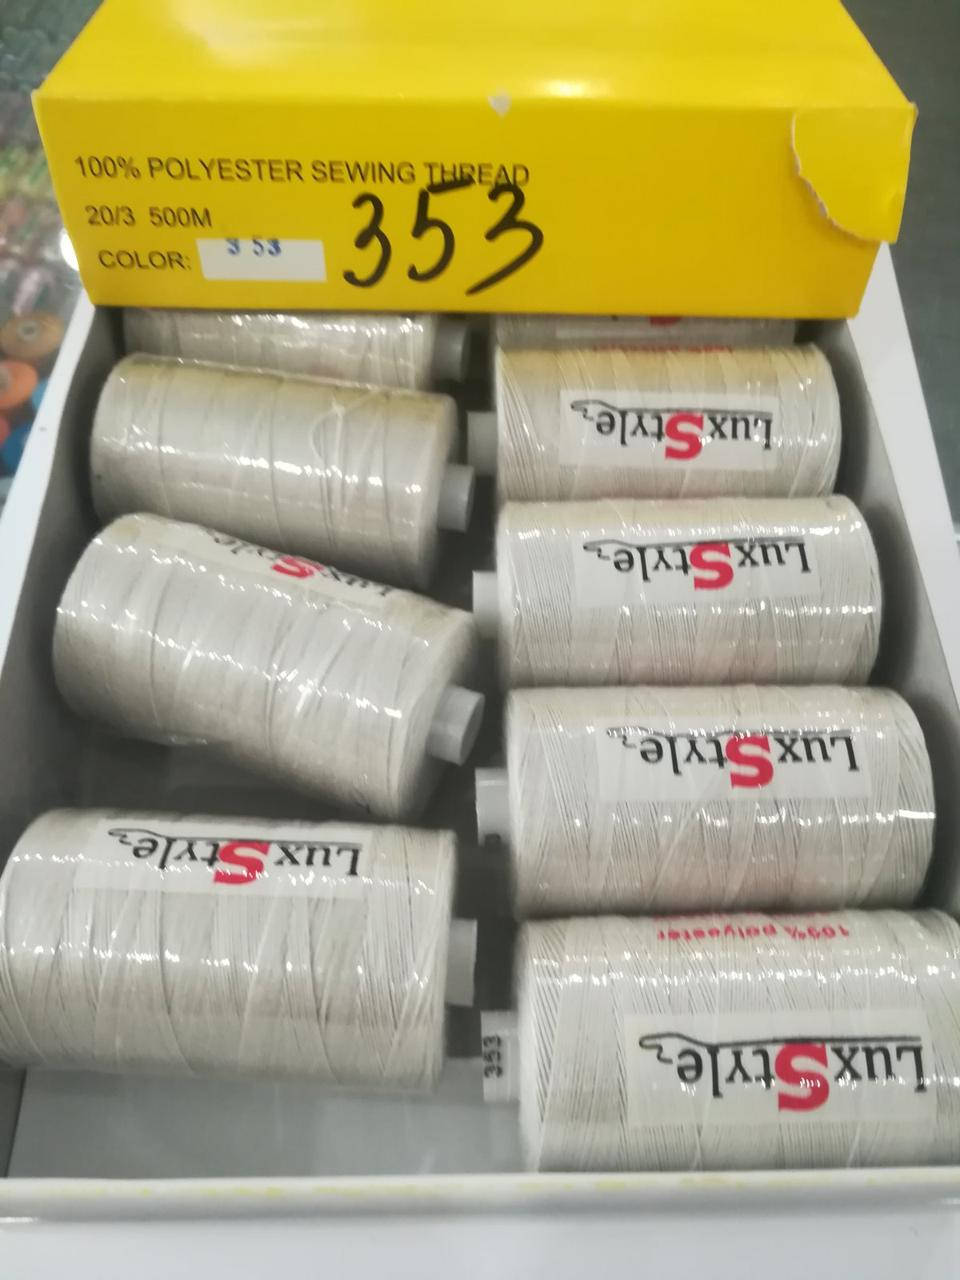 100% POLYESTER SEWING THREAD
20/3 500M
COLOR: 353
353
LuxStyle
LuxStyle
LuxStyle
LuxStyle
LuxStyle
LuxStyle
100% polyester
353
LuxStyle